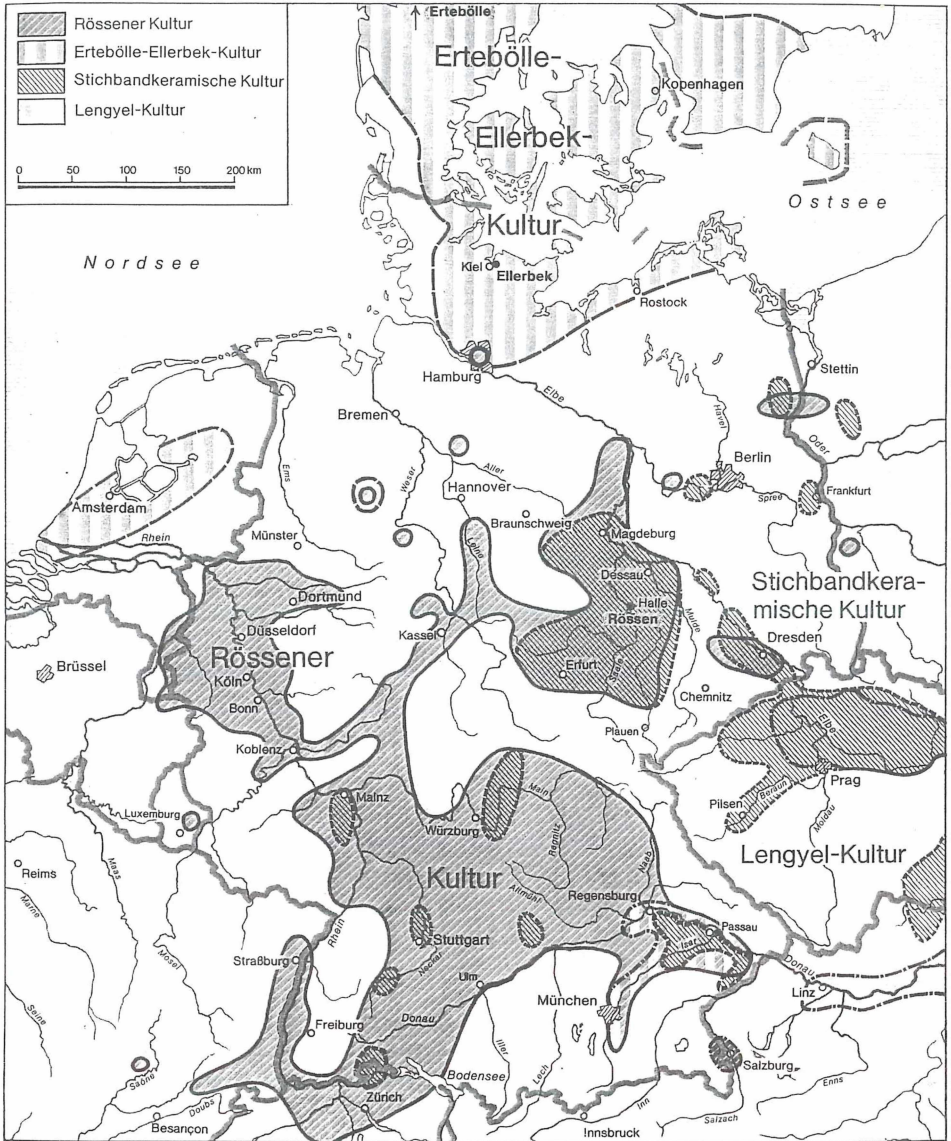 Rössener Kultur
Ertebölle-Ellerbek-Kultur
Stichbandkeramische Kultur
Lengyel-Kultur
0 50 100 150 200 km
Ertebölle
Ertebölle-
Kopenhagen
Ellerbek-
Ostsee
Kultur
Nordsee
Kiel
Ellerbek
Rostock
Stettin
Hamburg
Elbe
Bremen
Havel
Oder
Berlin
Ems
Weser
Aller
Hannover
Spree
Frankfurt
Amsterdam
Braunschweig
Magdeburg
Rhein
Münster
Leine
Dessau
Stichbandkera-
mische Kultur
Dortmund
Halle
Mulde
Rössen
Düsseldorf
Kassel
Dresden
Rössener
Brüssel
Saale
Erfurt
Köln
Chemnitz
Bonn
Elbe
Plauen
Koblenz
Prag
Beraun
Mainz
Main
Pilsen
Luxemburg
Würzburg
Moldau
Regnitz
Lengyel-Kultur
Reims
Maas
Kultur
Naab
Marne
Altmühl
Regensburg
Passau
Rhein
Stuttgart
Isar
Mosel
Straßburg
Neckar
Donau
Ulm
Linz
Seine
München
Donau
Freiburg
Iller
Lech
Salzburg
Saône
Bodensee
Enns
Doubs
Zürich
Inn
Besançon
Salzach
Innsbruck